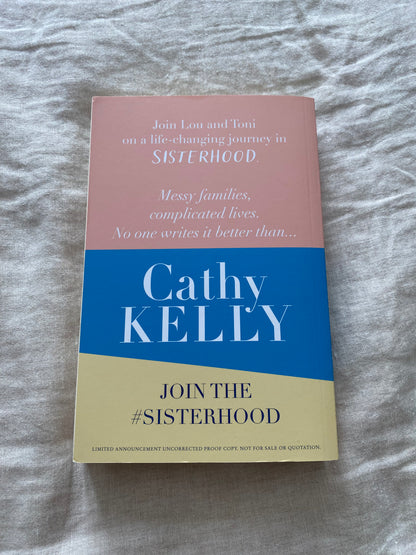 Join Lou and Toni
on a life-changing journey in
SISTERHOOD.
Messy families,
complicated lives.
No one writes it better than...
Cathy
KELLY
JOIN THE
#SISTERHOOD
LIMITED ANNOUNCEMENT UNCORRECTED PROOF COPY. NOT FOR SALE OR QUOTATION.